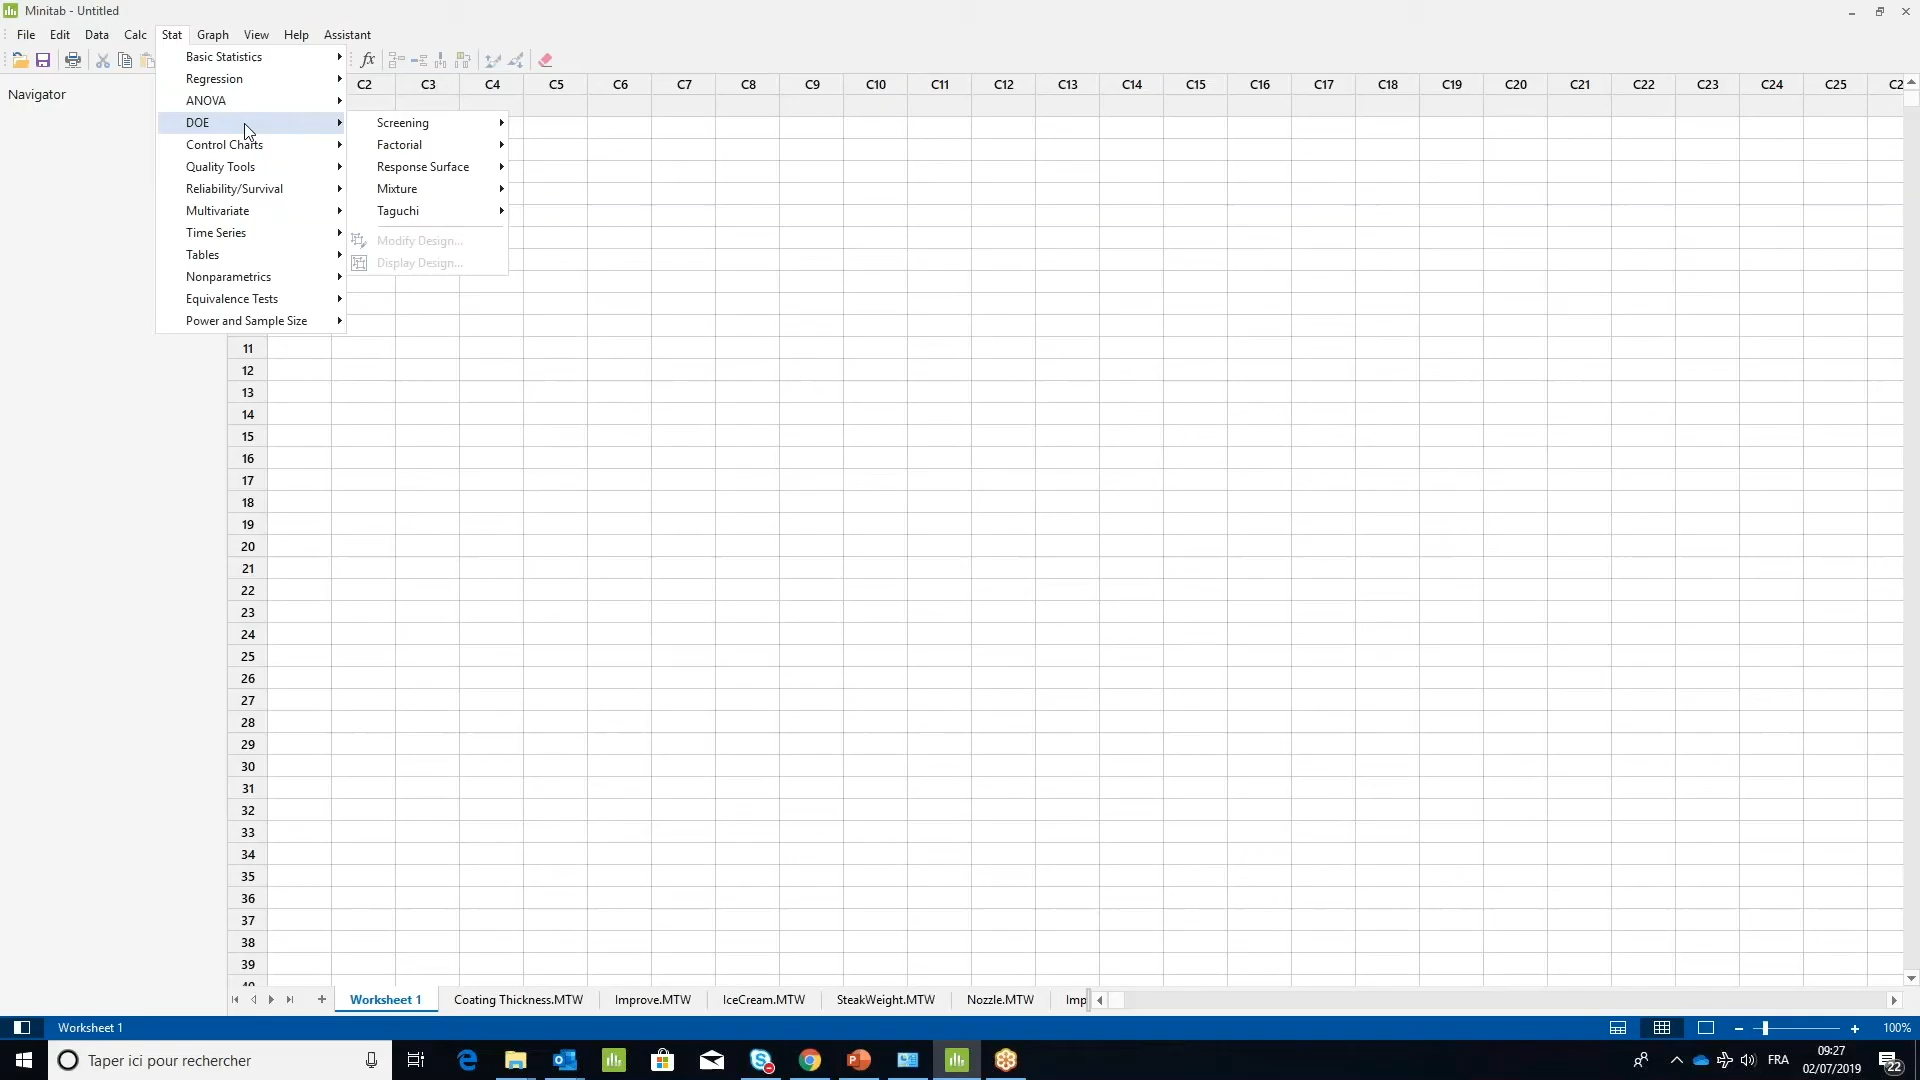 Minitab - Untitled
File Edit Data Calc Stat Graph View Help Assistant
fx
Navigator
Basic Statistics
Regression
ANOVA
DOE
Control Charts
Quality Tools
Reliability/Survival
Multivariate
Time Series
Tables
Nonparametrics
Equivalence Tests
Power and Sample Size
Screening
Factorial
Response Surface
Mixture
Taguchi
Modify Design...
Display Design...
C2 C3 C4 C5 C6 C7 C8 C9 C10 C11 C12 C13 C14 C15 C16 C17 C18 C19 C20 C21 C22 C23 C24 C25 C2
11
12
13
14
15
16
17
18
19
20
21
22
23
24
25
26
27
28
29
30
31
32
33
34
35
36
37
38
39
Worksheet 1 Coating Thickness.MTW Improve.MTW IceCream.MTW SteakWeight.MTW Nozzle.MTW Imp
Worksheet 1 100%
Taper ici pour rechercher
FRA
09:27
02/07/2019
22